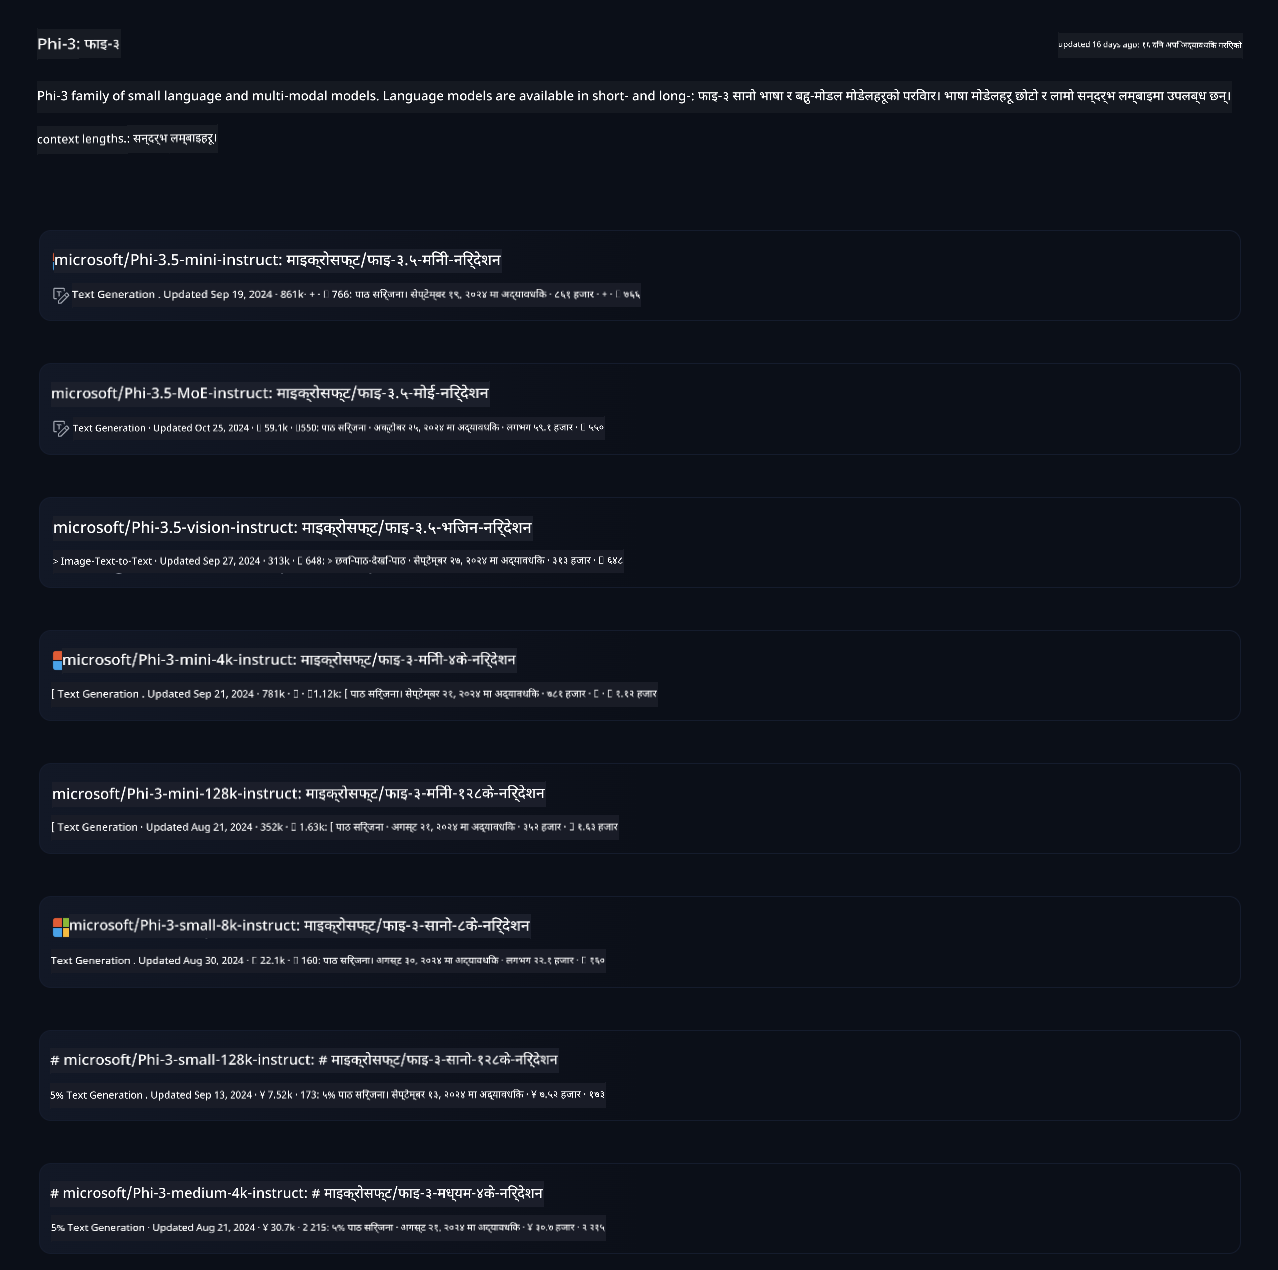 Phi-3: फाइ-३
updated 16 days ago: १६ दिन अघि अद्यावधिक गरिएको
Phi-3 family of small language and multi-modal models. Language models are available in short- and long-: फाइ-३ सानो भाषा र बहु-मोडल मोडेलहरूको परिवार। भाषा मोडेलहरू छोटो र लामो सन्दर्भ लम्बाइमा उपलब्ध छन्।
context lengths.: सन्दर्भ लम्बाइहरू।
microsoft/Phi-3.5-mini-instruct: माइक्रोसफ्ट/फाइ-३.५-मिनी-निर्देशन
Text Generation . Updated Sep 19, 2024 · 861k· + · 766: पाठ सिर्जना। सेप्टेम्बर १९, २०२४ मा अद्यावधिक · ८६१ हजार · + · ७६६
microsoft/Phi-3.5-MoE-instruct: माइक्रोसफ्ट/फाइ-३.५-मोई-निर्देशन
Text Generation · Updated Oct 25, 2024 · 59.1k · 550: पाठ सिर्जना · अक्टोबर २५, २०२४ मा अद्यावधिक · लगभग ५९.१ हजार · ५५०
microsoft/Phi-3.5-vision-instruct: माइक्रोसफ्ट/फाइ-३.५-भिजन-निर्देशन
> Image-Text-to-Text · Updated Sep 27, 2024 · 313k · 648: > छवि-पाठ-देखि-पाठ · सेप्टेम्बर २७, २०२४ मा अद्यावधिक · ३१३ हजार · ६४८
microsoft/Phi-3-mini-4k-instruct: माइक्रोसफ्ट/फाइ-३-मिनी-४के-निर्देशन
[ Text Generation . Updated Sep 21, 2024 · 781k · · 1.12k: [ पाठ सिर्जना। सेप्टेम्बर २१, २०२४ मा अद्यावधिक · ७८१ हजार · · १.१२ हजार
microsoft/Phi-3-mini-128k-instruct: माइक्रोसफ्ट/फाइ-३-मिनी-१२८के-निर्देशन
[ Text Generation · Updated Aug 21, 2024 · 352k · 1.63k: [ पाठ सिर्जना · अगस्ट २१, २०२४ मा अद्यावधिक · ३५२ हजार · १.६३ हजार
microsoft/Phi-3-small-8k-instruct: माइक्रोसफ्ट/फाइ-३-सानो-८के-निर्देशन
Text Generation . Updated Aug 30, 2024 · 22.1k · 160: पाठ सिर्जना। अगस्ट ३०, २०२४ मा अद्यावधिक · लगभग २२.१ हजार · १६०
# microsoft/Phi-3-small-128k-instruct: # माइक्रोसफ्ट/फाइ-३-सानो-१२८के-निर्देशन
5% Text Generation . Updated Sep 13, 2024 · ¥ 7.52k · 173: ५% पाठ सिर्जना। सेप्टेम्बर १३, २०२४ मा अद्यावधिक · ¥ ७.५२ हजार · १७३
# microsoft/Phi-3-medium-4k-instruct: # माइक्रोसफ्ट/फाइ-३-मध्यम-४के-निर्देशन
5% Text Generation · Updated Aug 21, 2024 · ¥ 30.7k · 2 215: ५% पाठ सिर्जना · अगस्ट २१, २०२४ मा अद्यावधिक · ¥ ३०.७ हजार · २ २१५